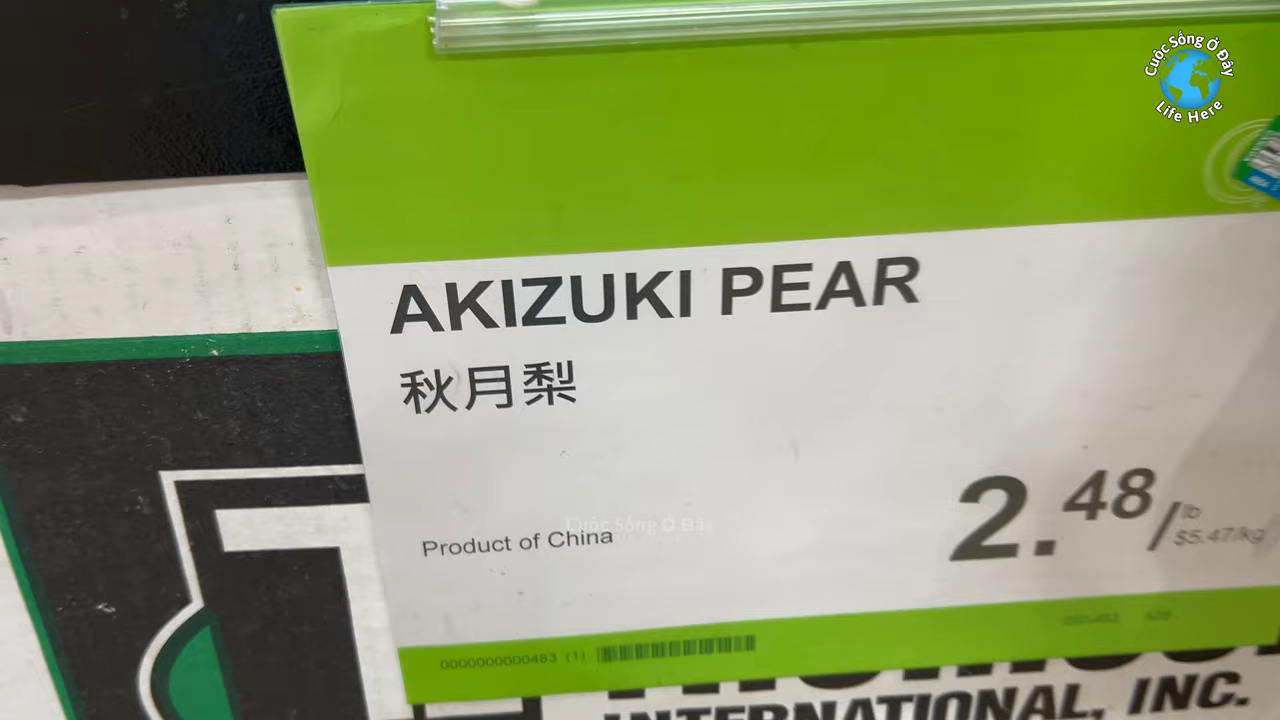 Cuộc Sống Ở Đây
Life Here
AKIZUKI PEAR
秋月梨
Cuộc Sống Ở Đây
Product of China
2.48/lb
$5.47/kg
0000000000483 (1)
INTERNATIONAL, INC.